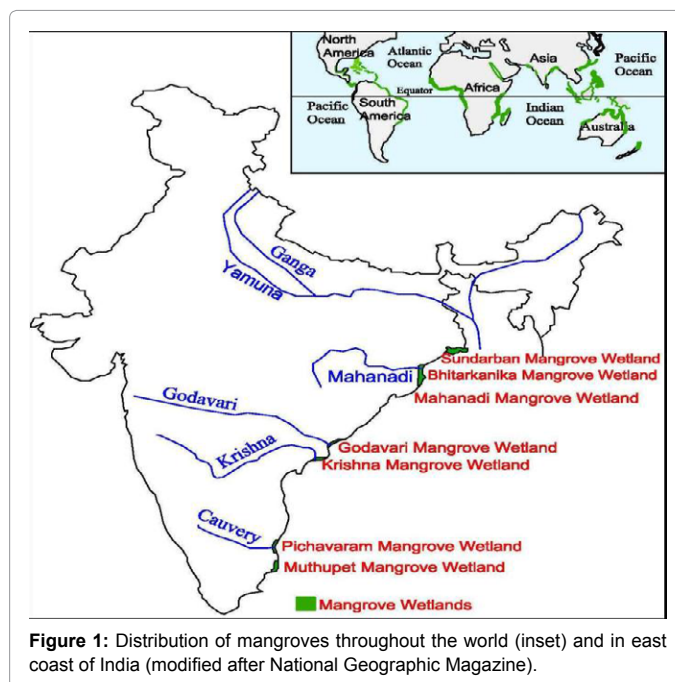 North
America
Atlantic
Ocean
Asia
Pacific
Ocean
Equator
Africa
Pacific
Ocean
South
America
Indian
Ocean
Australia
Ganga
Yamuna
Sundarban Mangrove Wetland
Mahanadi
Bhitarkanika Mangrove Wetland
Mahanadi Mangrove Wetland
Godavari
Krishna
Godavari Mangrove Wetland
Krishna Mangrove Wetland
Cauvery
Pichavaram Mangrove Wetland
Muthupet Mangrove Wetland
Mangrove Wetlands
Figure 1: Distribution of mangroves throughout the world (inset) and in east
coast of India (modified after National Geographic Magazine).